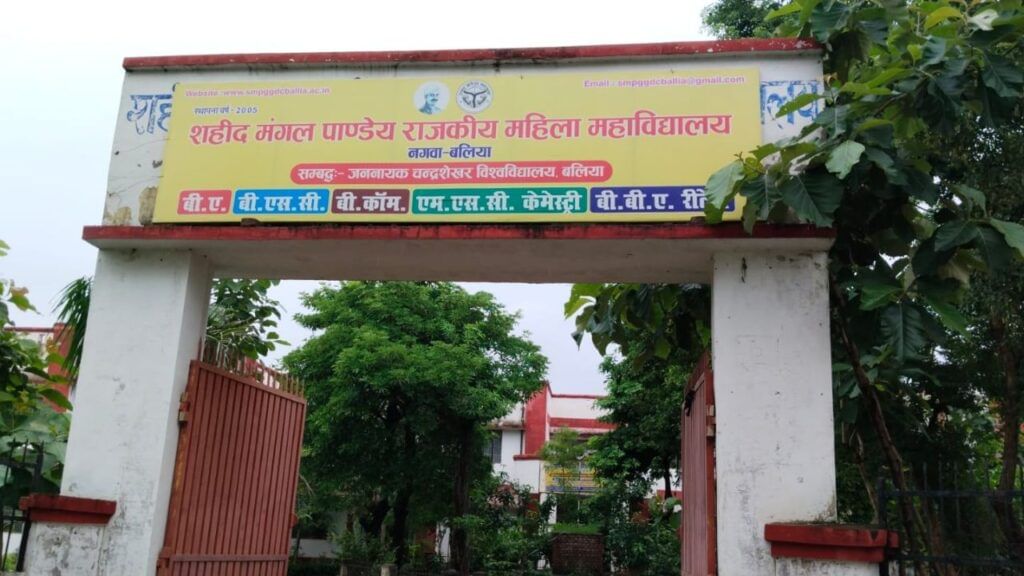 Website :www.smpggdcballia.ac.in
Email : smpggdcballia@gmail.com
स्थापना वर्ष - 2005
शहीद मंगल पाण्डेय राजकीय महिला महाविद्यालय
नगवा-बलिया
सम्बद्ध:- जननायक चन्द्रशेखर विश्वविद्यालय, बलिया
बी.ए. बी.एस.सी. बी.कॉम. एम.एस.सी. केमेस्ट्री बी.बी.ए.